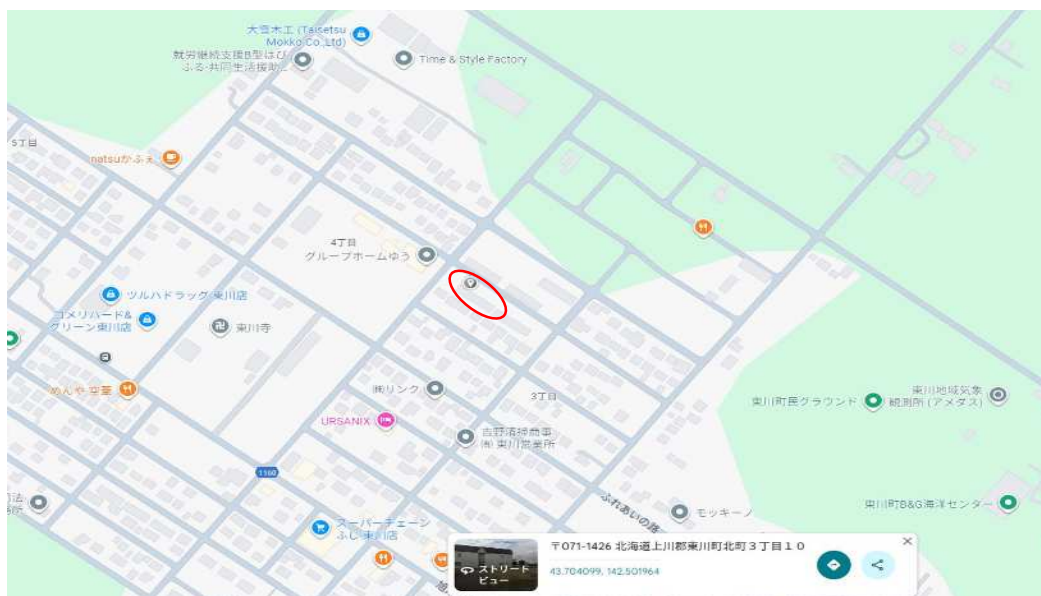 大雪木工 (Taisetsu
Mokko Co.,Ltd)
就労継続支援B型はぴ
ふる·共同生活援助...
Time & Style Factory
5丁目
natsuかふぇ
4丁目
グループホームゆう
ツルハドラッグ 東川店
コメリハード&
グリーン東川店
卍 東川寺
めんや 空夢
㈱リンク
3丁目
URSANIX
吉野清掃商事
㈱ 東川営業所
東川地域気象
観測所 (アメダス)
東川町民グラウンド
1160
ふれあいの路
モッキーノ
東川町B&G海洋センター
スーパーチェーン
ふじ 東川店
〒071-1426 北海道上川郡東川町北町3丁目10
43.704099, 142.501964
ストリート
ビュー